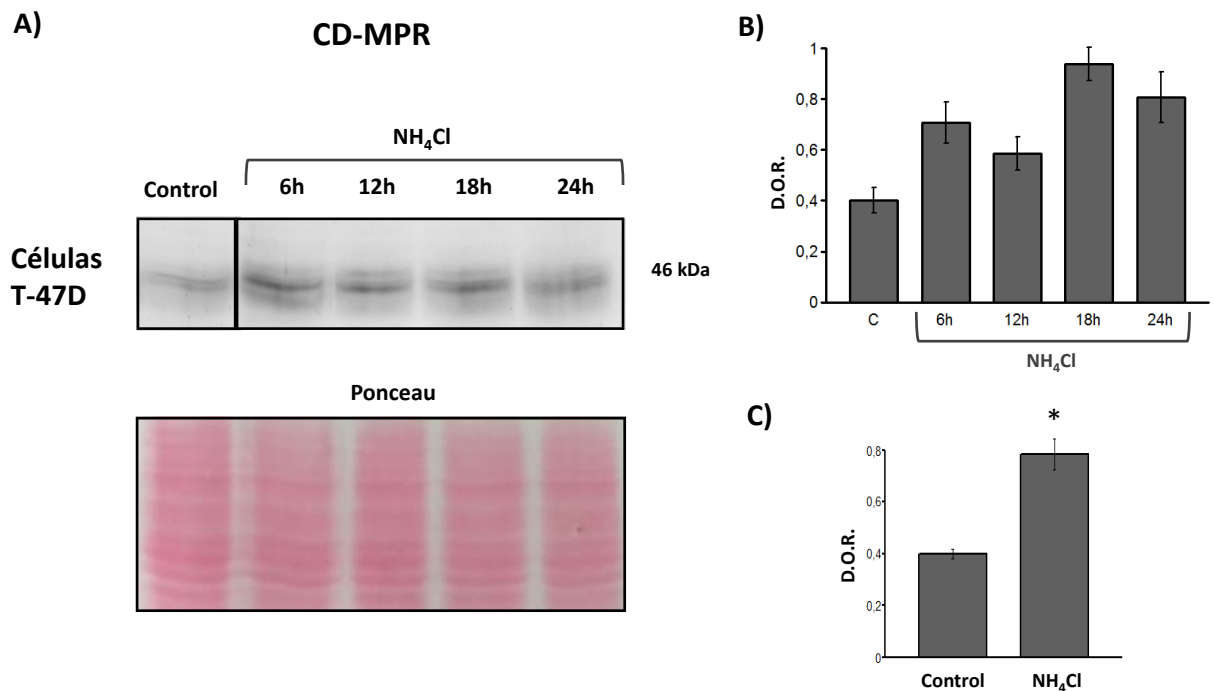 A)
CD-MPR
NH₄Cl
Control 6h 12h 18h 24h
Células
T-47D
46 kDa
Ponceau
B)
D.O.R.
1
0,8
0,6
0,4
0,2
0
C 6h 12h 18h 24h
NH₄Cl
C)
*
D.O.R.
0,8
0,6
0,4
0,2
0
Control NH₄Cl